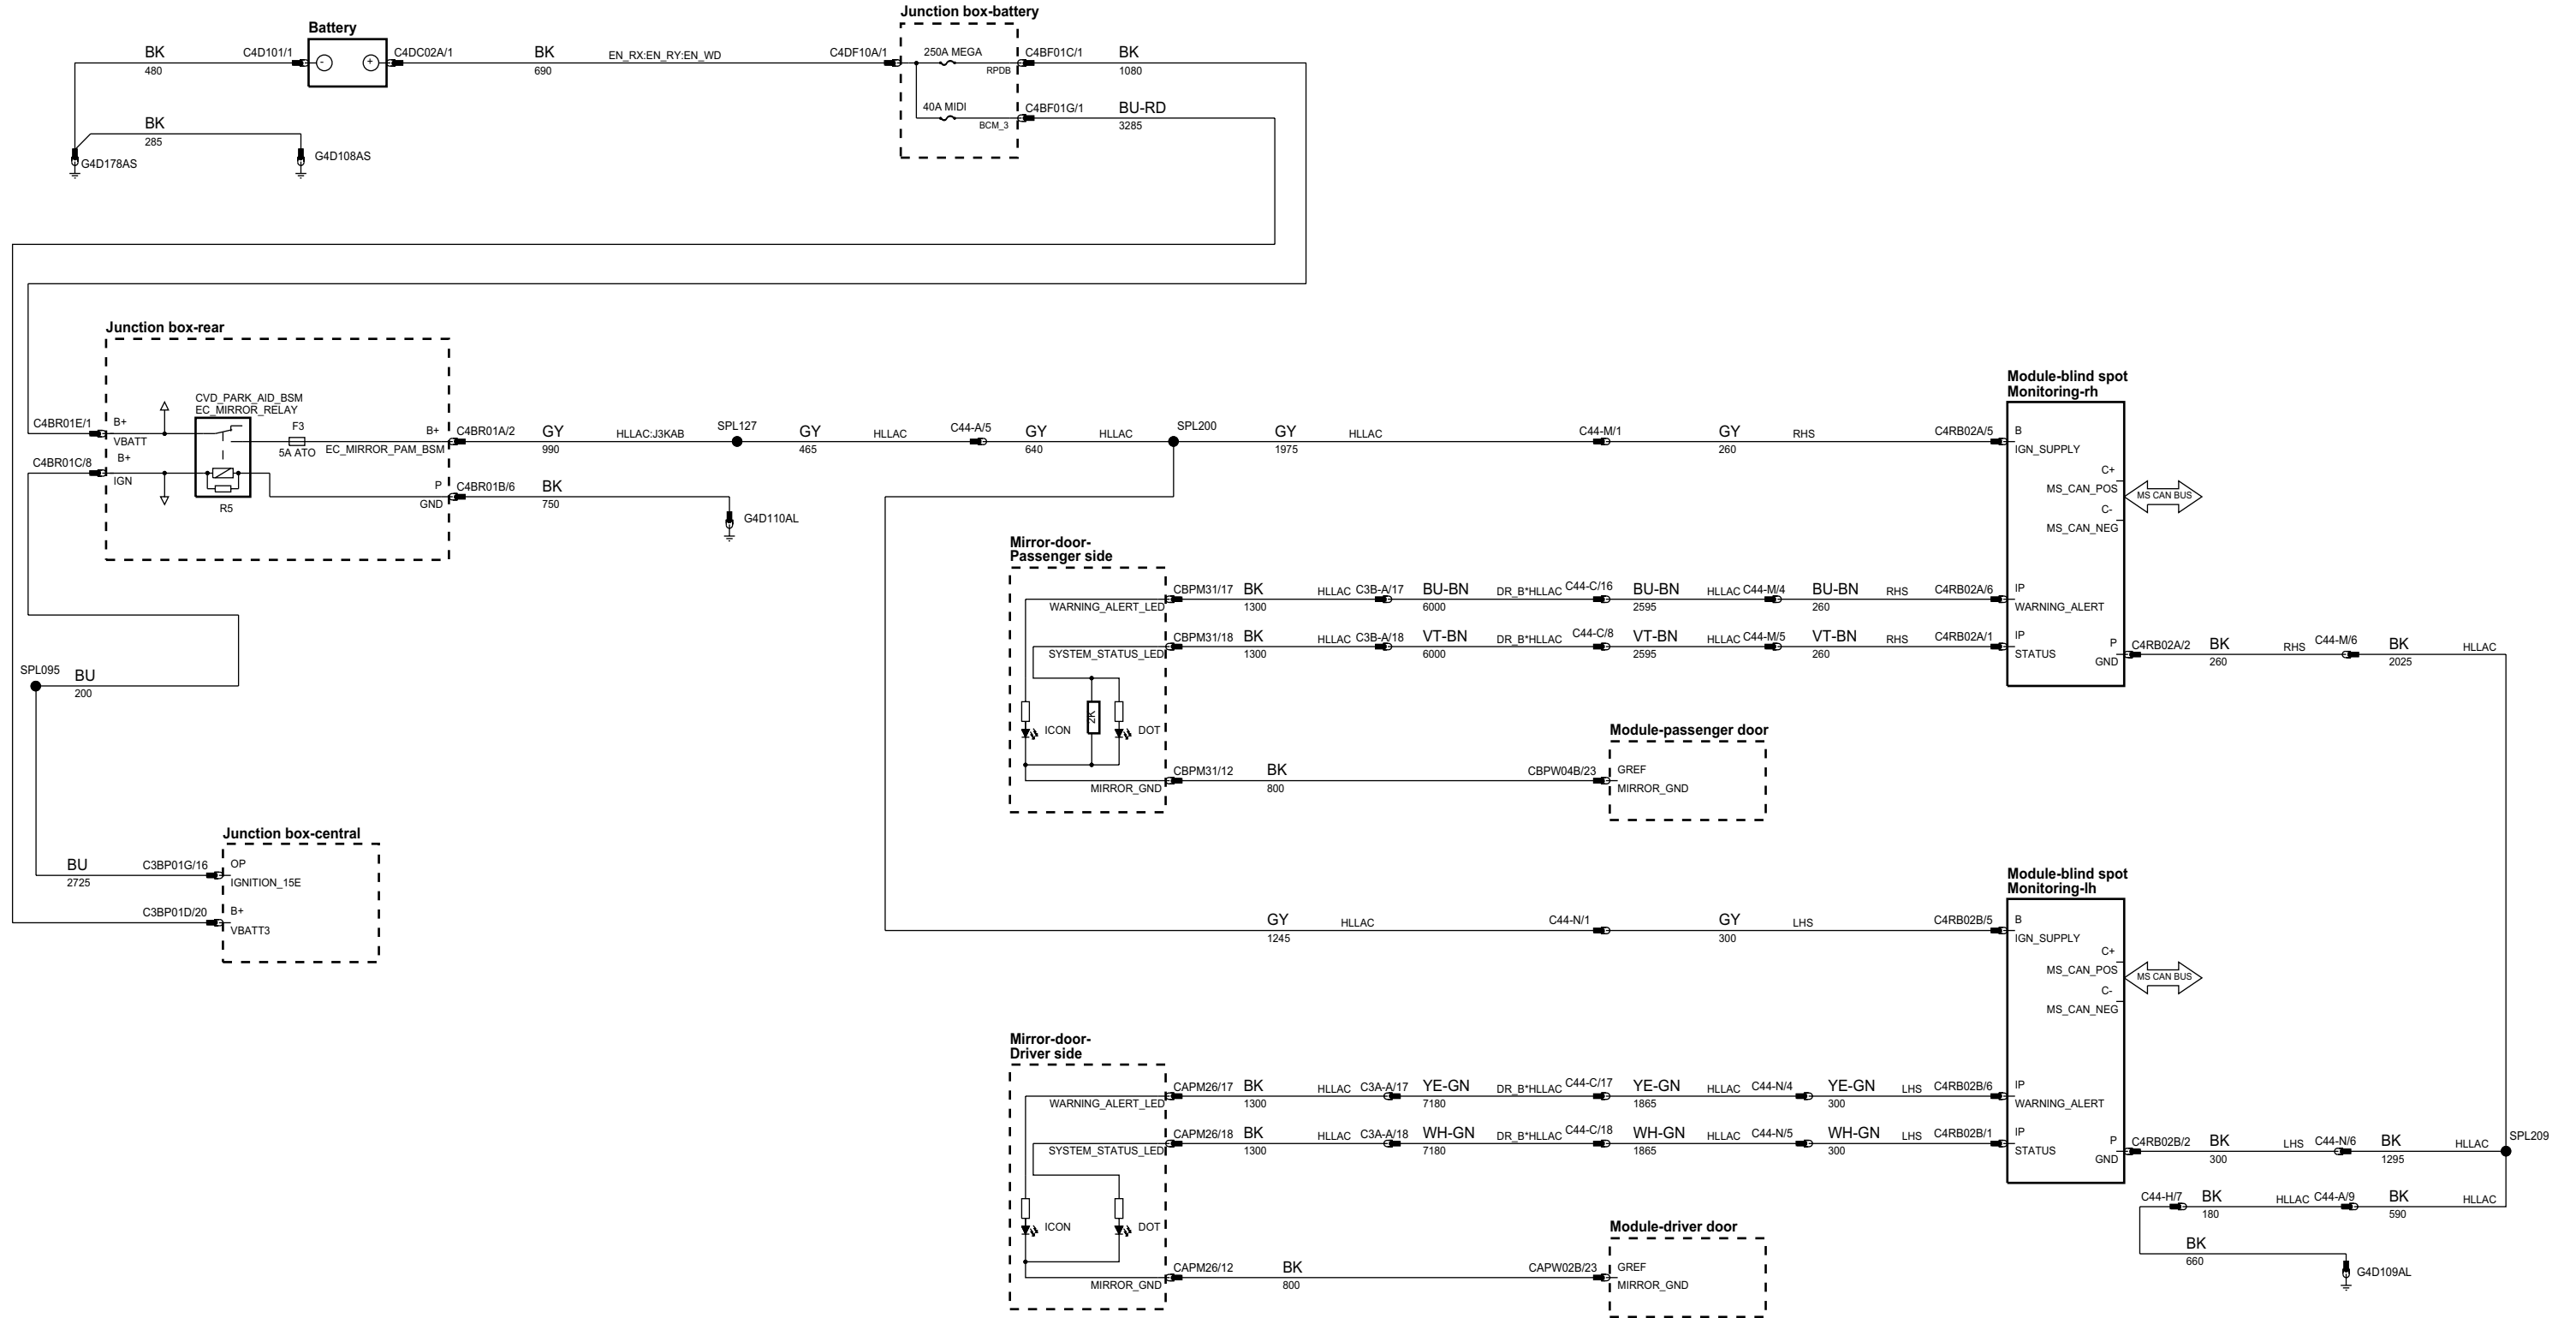 Battery
Junction box-battery
BK
480
C4D101/1
-
+
C4DC02A/1
BK
690
EN_RX:EN_RY:EN_WD
C4DF10A/1
250A MEGA
RPDB
C4BF01C/1
BK
1080
40A MIDI
BCM_3
C4BF01G/1
BU-RD
3285
BK
285
G4D178AS
G4D108AS
Junction box-rear
CVD_PARK_AID_BSM
EC_MIRROR_RELAY
C4BR01E/1
B+
VBATT
F3
5A ATO
B+
EC_MIRROR_PAM_BSM
C4BR01A/2
GY
990
HLLAC:J3KAB
SPL127
GY
465
HLLAC
C44-A/5
GY
640
HLLAC
SPL200
GY
1975
HLLAC
C44-M/1
GY
260
RHS
C4RB02A/5
C4BR01C/8
B+
IGN
R5
P
GND
C4BR01B/6
BK
750
G4D110AL
Module-blind spot
Monitoring-rh
B
IGN_SUPPLY
C+
MS_CAN_POS
C-
MS_CAN_NEG
MS CAN BUS
IP
WARNING_ALERT
IP
STATUS
P
GND
C4RB02A/2
BK
260
RHS
C44-M/6
BK
2025
HLLAC
Mirror-door-
Passenger side
WARNING_ALERT_LED
CBPM31/17
BK
1300
HLLAC
C3B-A/17
BU-BN
6000
DR_B*HLLAC
C44-C/16
BU-BN
2595
HLLAC
C44-M/4
BU-BN
260
RHS
C4RB02A/6
SYSTEM_STATUS_LED
CBPM31/18
BK
1300
HLLAC
C3B-A/18
VT-BN
6000
DR_B*HLLAC
C44-C/8
VT-BN
2595
HLLAC
C44-M/5
VT-BN
260
RHS
C4RB02A/1
ICON
2K
DOT
MIRROR_GND
CBPM31/12
BK
800
CBPW04B/23
Module-passenger door
GREF
MIRROR_GND
SPL095
BU
200
Junction box-central
BU
2725
C3BP01G/16
OP
IGNITION_15E
C3BP01D/20
B+
VBATT3
GY
1245
HLLAC
C44-N/1
GY
300
LHS
C4RB02B/5
Module-blind spot
Monitoring-lh
B
IGN_SUPPLY
C+
MS_CAN_POS
C-
MS_CAN_NEG
MS CAN BUS
IP
WARNING_ALERT
IP
STATUS
P
GND
C4RB02B/2
BK
300
LHS
C44-N/6
BK
1295
HLLAC
SPL209
Mirror-door-
Driver side
WARNING_ALERT_LED
CAPM26/17
BK
1300
HLLAC
C3A-A/17
YE-GN
7180
DR_B*HLLAC
C44-C/17
YE-GN
1865
HLLAC
C44-N/4
YE-GN
300
LHS
C4RB02B/6
SYSTEM_STATUS_LED
CAPM26/18
BK
1300
HLLAC
C3A-A/18
WH-GN
7180
DR_B*HLLAC
C44-C/18
WH-GN
1865
HLLAC
C44-N/5
WH-GN
300
LHS
C4RB02B/1
ICON
DOT
MIRROR_GND
CAPM26/12
BK
800
CAPW02B/23
Module-driver door
GREF
MIRROR_GND
C44-H/7
BK
180
HLLAC
C44-A/9
BK
590
HLLAC
BK
660
G4D109AL